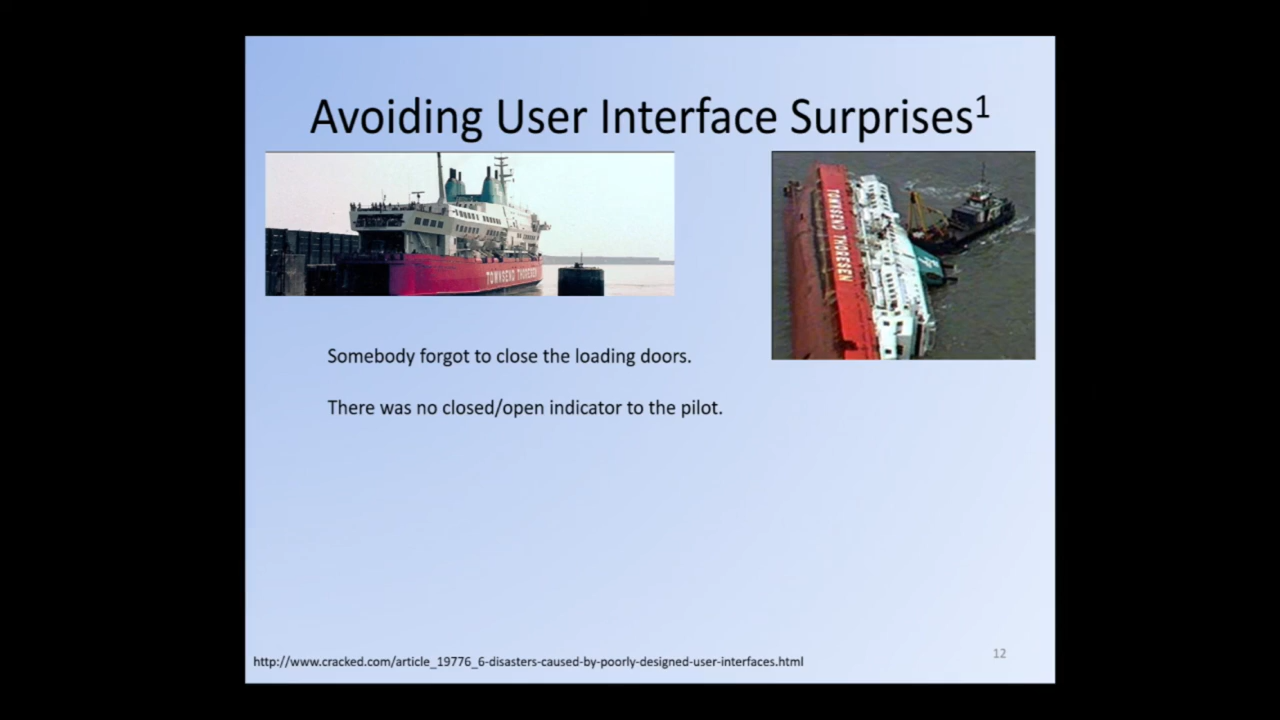 Avoiding User Interface Surprises1
TOWNSEND THORESEN
TOWNSEND THORESEN
Somebody forgot to close the loading doors.
There was no closed/open indicator to the pilot.
12
http://www.cracked.com/article_19776_6-disasters-caused-by-poorly-designed-user-interfaces.html